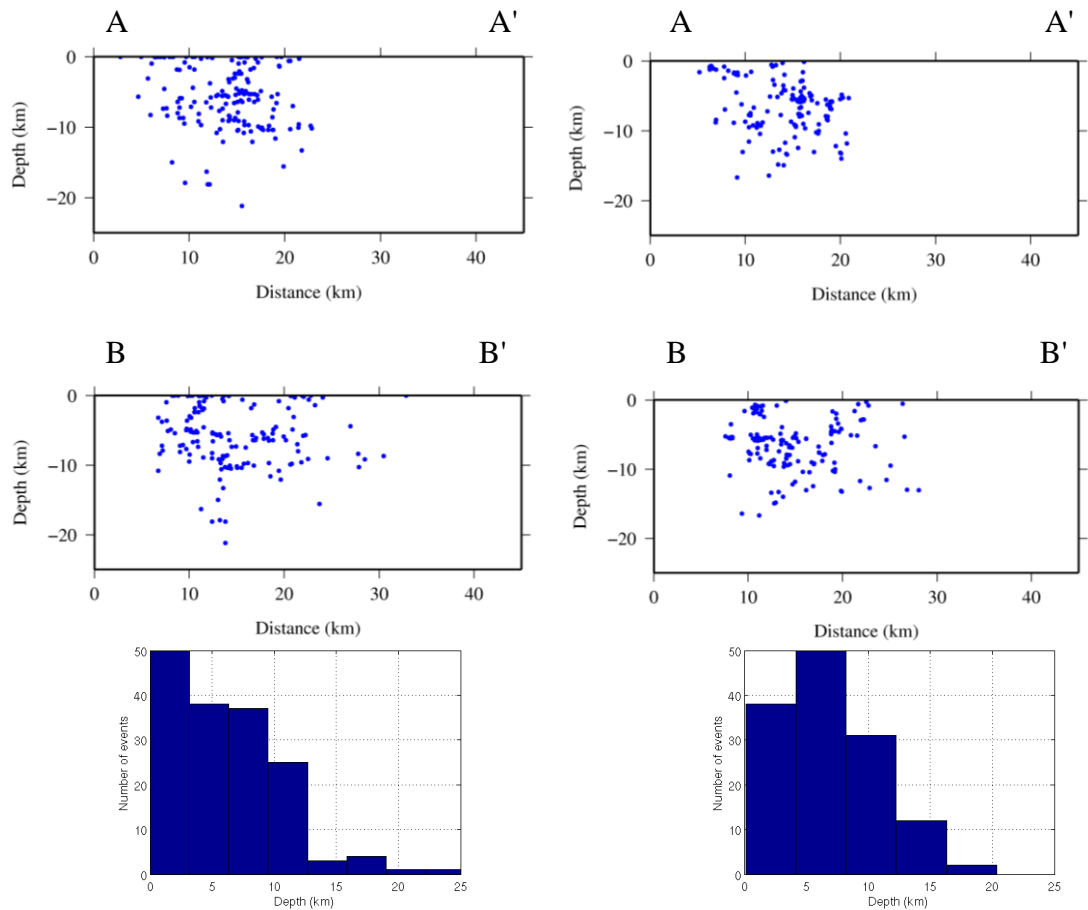 A A' A A'
0 0
−10 −10
−20 −20
Depth (km) Depth (km)
0 10 20 30 40 0 10 20 30 40
Distance (km) Distance (km)
B B' B B'
0 0
−10 −10
−20 −20
Depth (km) Depth (km)
0 10 20 30 40 0 10 20 30 40
Distance (km) Distance (km)
50 50
40 40
30 30
20 20
10 10
0 0
Number of events Number of events
0 5 10 15 20 25 0 5 10 15 20 25
Depth (km) Depth (km)